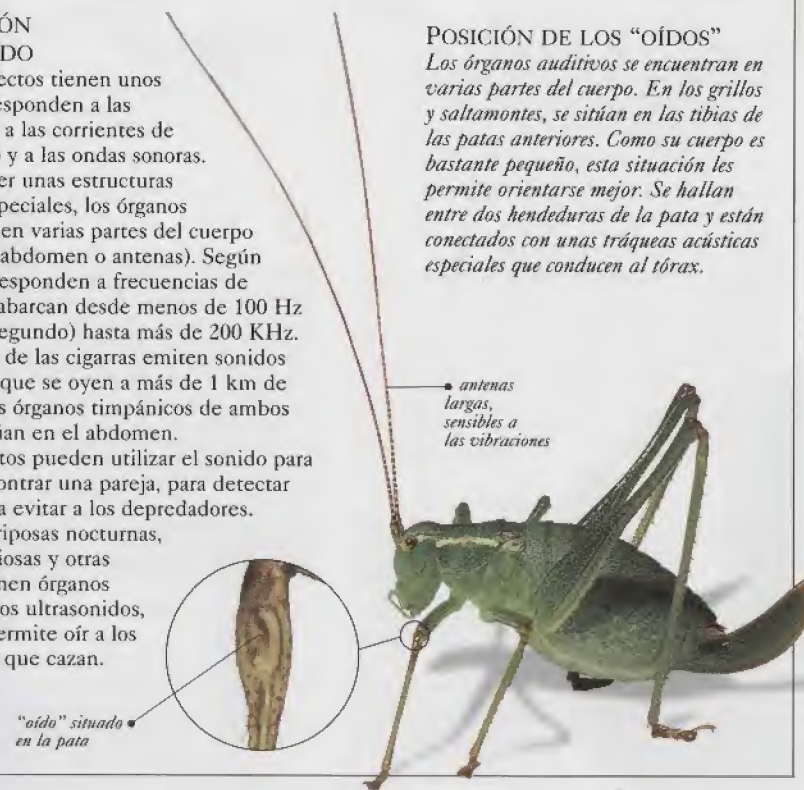 ÓN
DO
ectos tienen unos
esponden a las
a las corrientes de
y a las ondas sonoras.
er unas estructuras
peciales, los órganos
en varias partes del cuerpo
abdomen o antenas). Según
esponden a frecuencias de
abarcan desde menos de 100 Hz
segundo) hasta más de 200 KHz.
de las cigarras emiten sonidos
que se oyen a más de 1 km de
s órganos timpánicos de ambos
úan en el abdomen.
tos pueden utilizar el sonido para
ontrar una pareja, para detectar
a evitar a los depredadores.
riposas nocturnas,
iosas y otras
nen órganos
os ultrasonidos,
ermite oír a los
que cazan.
"oído" situado
en la pata
POSICIÓN DE LOS “OÍDOS”
Los órganos auditivos se encuentran en
varias partes del cuerpo. En los grillos
y saltamontes, se sitúan en las tibias de
las patas anteriores. Como su cuerpo es
bastante pequeño, esta situación les
permite orientarse mejor. Se hallan
entre dos hendeduras de la pata y están
conectados con unas tráqueas acústicas
especiales que conducen al tórax.
antenas
largas,
sensibles a
las vibraciones